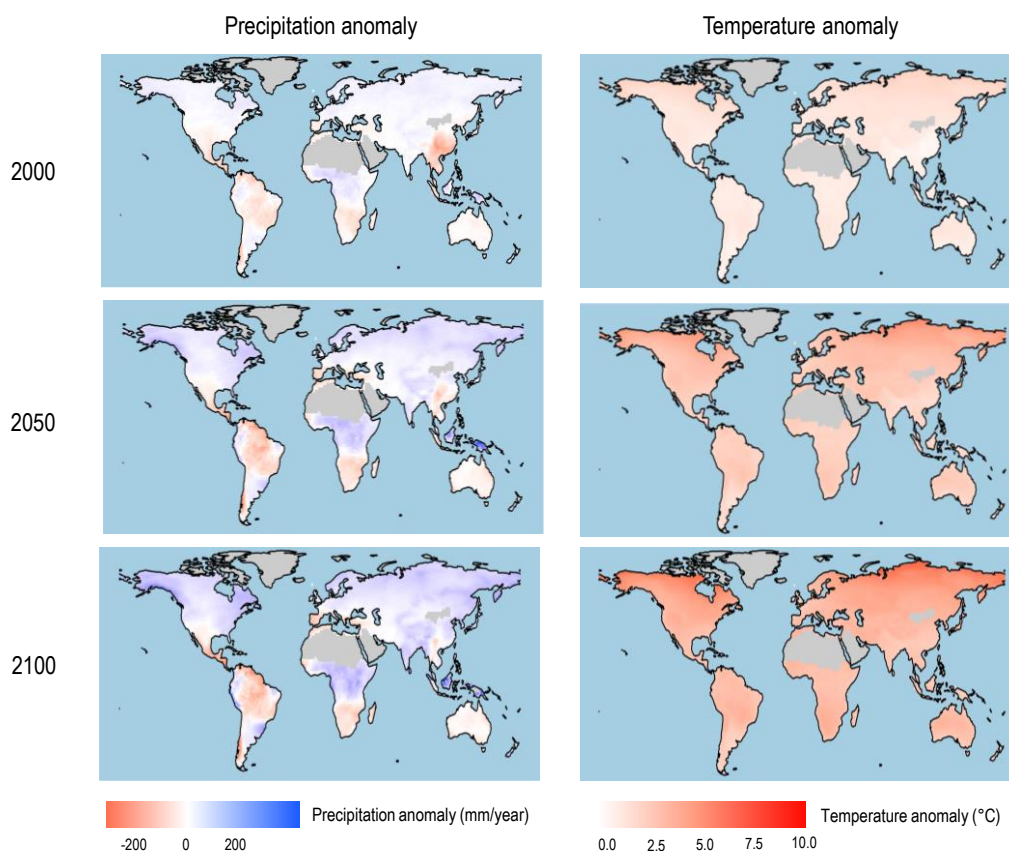 Precipitation anomaly
Temperature anomaly
2000
2050
2100
Precipitation anomaly (mm/year)
-200 0 200
Temperature anomaly (°C)
0.0 2.5 5.0 7.5 10.0